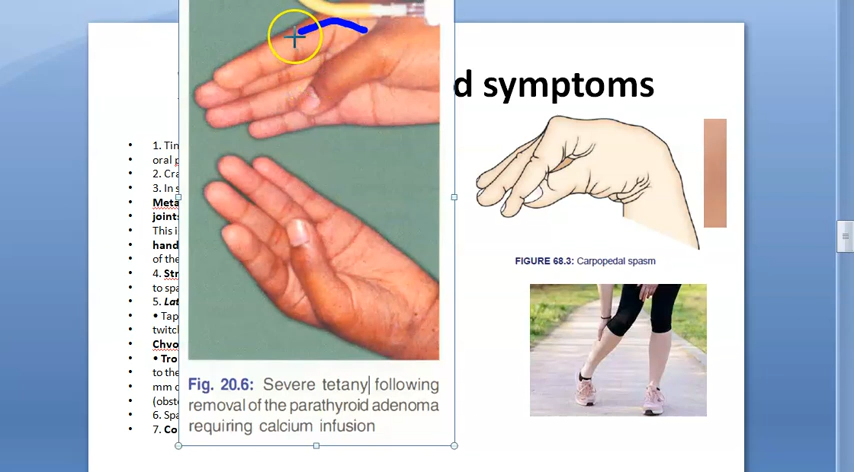 d symptoms
1. Tin
oral p
2. Cra
3. In s
Meta
joints
This i
hand
of the
4. Str
to spa
5. Lat
• Tap
twitch
Chvo
• Tro
to the
mm o
(obst
6. Spa
7. Co
Fig. 20.6: Severe tetany following
removal of the parathyroid adenoma
requiring calcium infusion
FIGURE 68.3: Carpopedal spasm